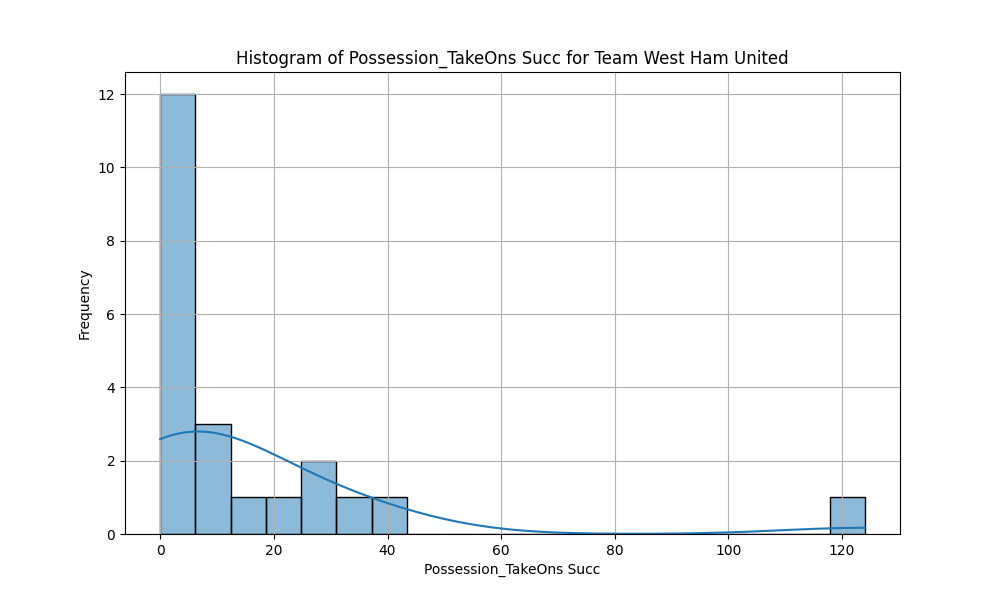 Histogram of Possession_TakeOns Succ for Team West Ham United
Frequency
12
10
8
6
4
2
0
0 20 40 60 80 100 120
Possession_TakeOns Succ